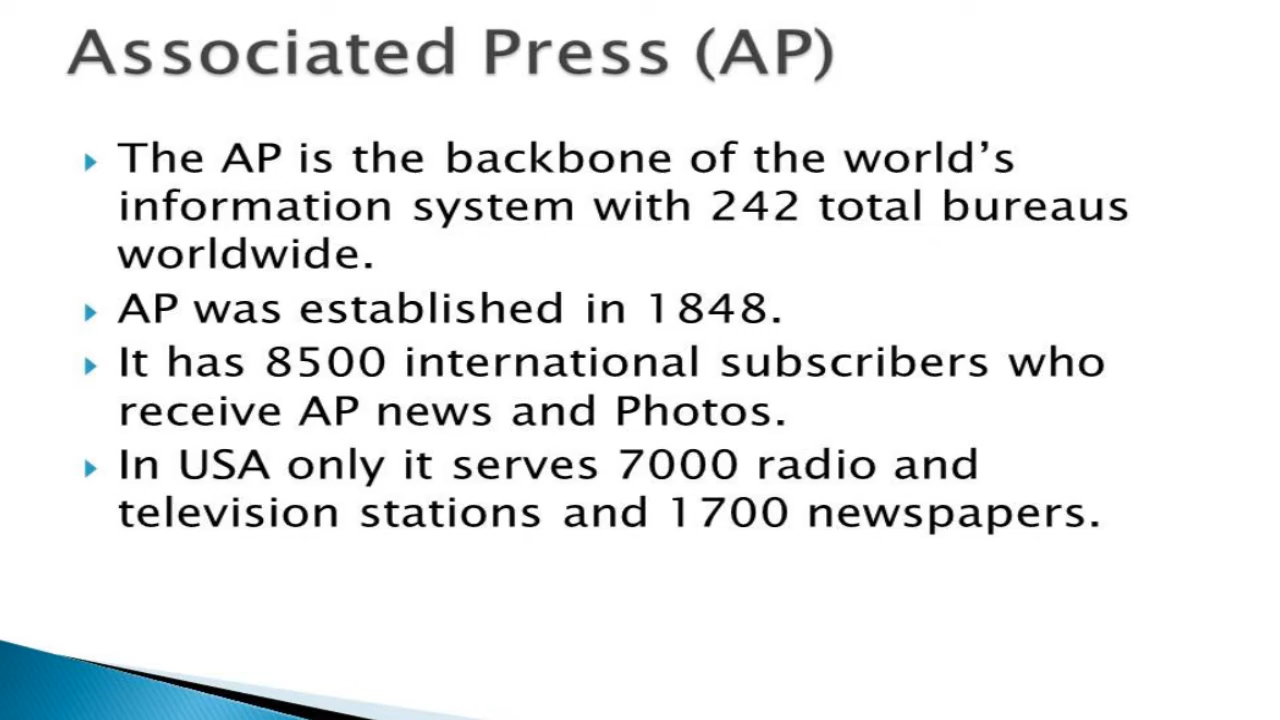 Associated Press (AP)
The AP is the backbone of the world’s
information system with 242 total bureaus
worldwide.
AP was established in 1848.
It has 8500 international subscribers who
receive AP news and Photos.
In USA only it serves 7000 radio and
television stations and 1700 newspapers.